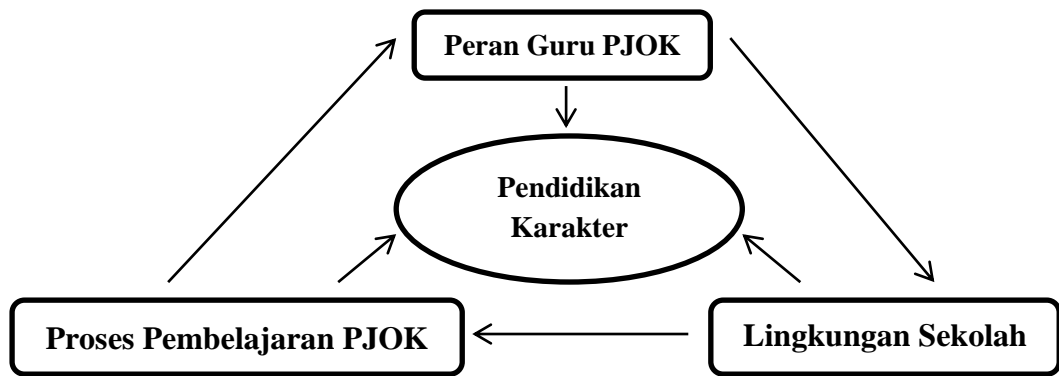 Peran Guru PJOK
Pendidikan
Karakter
Proses Pembelajaran PJOK
Lingkungan Sekolah